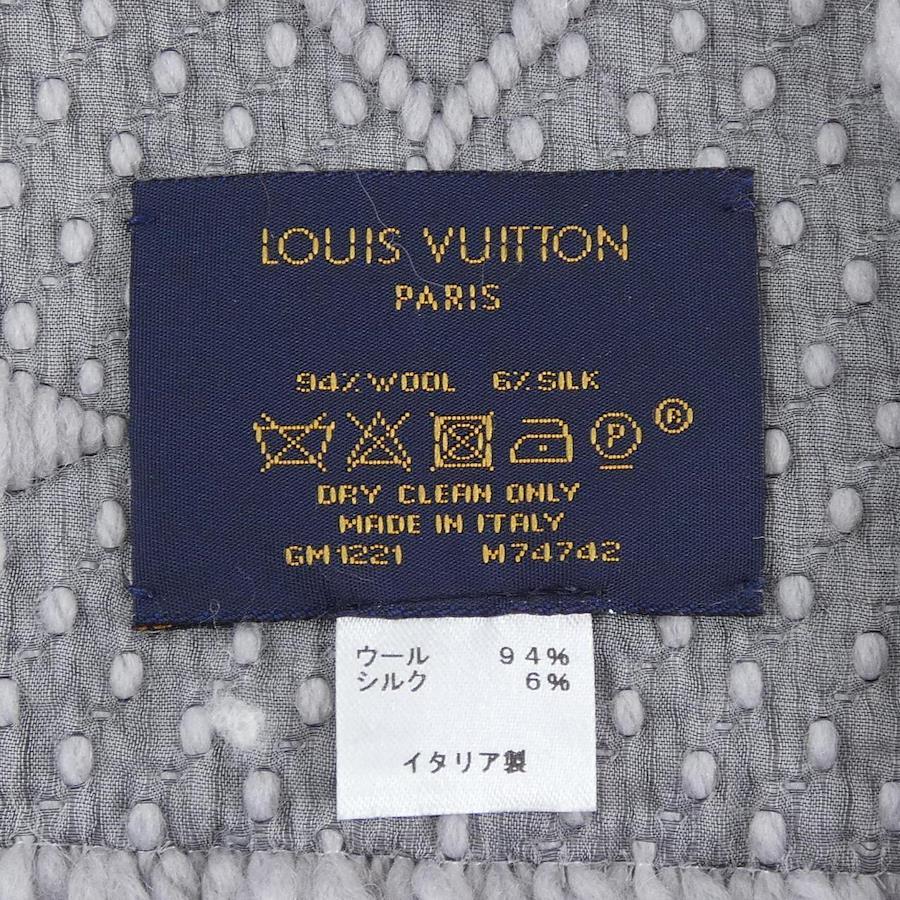 LOUIS VUITTON
PARIS
94% WOOL 6% SILK
P R
DRY CLEAN ONLY
MADE IN ITALY
GM1221 M74742
ウール 94%
シルク 6%
イタリア製